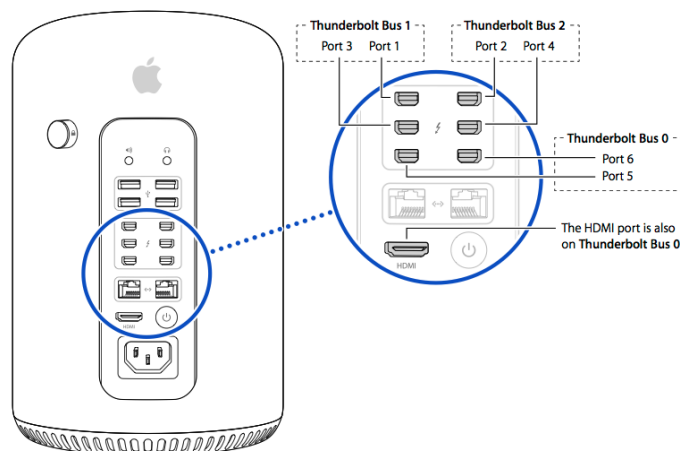 Thunderbolt Bus 1
Port 3 Port 1
Thunderbolt Bus 2
Port 2 Port 4
Thunderbolt Bus 0
Port 6
Port 5
The HDMI port is also
on Thunderbolt Bus 0
HDMI
HDMI